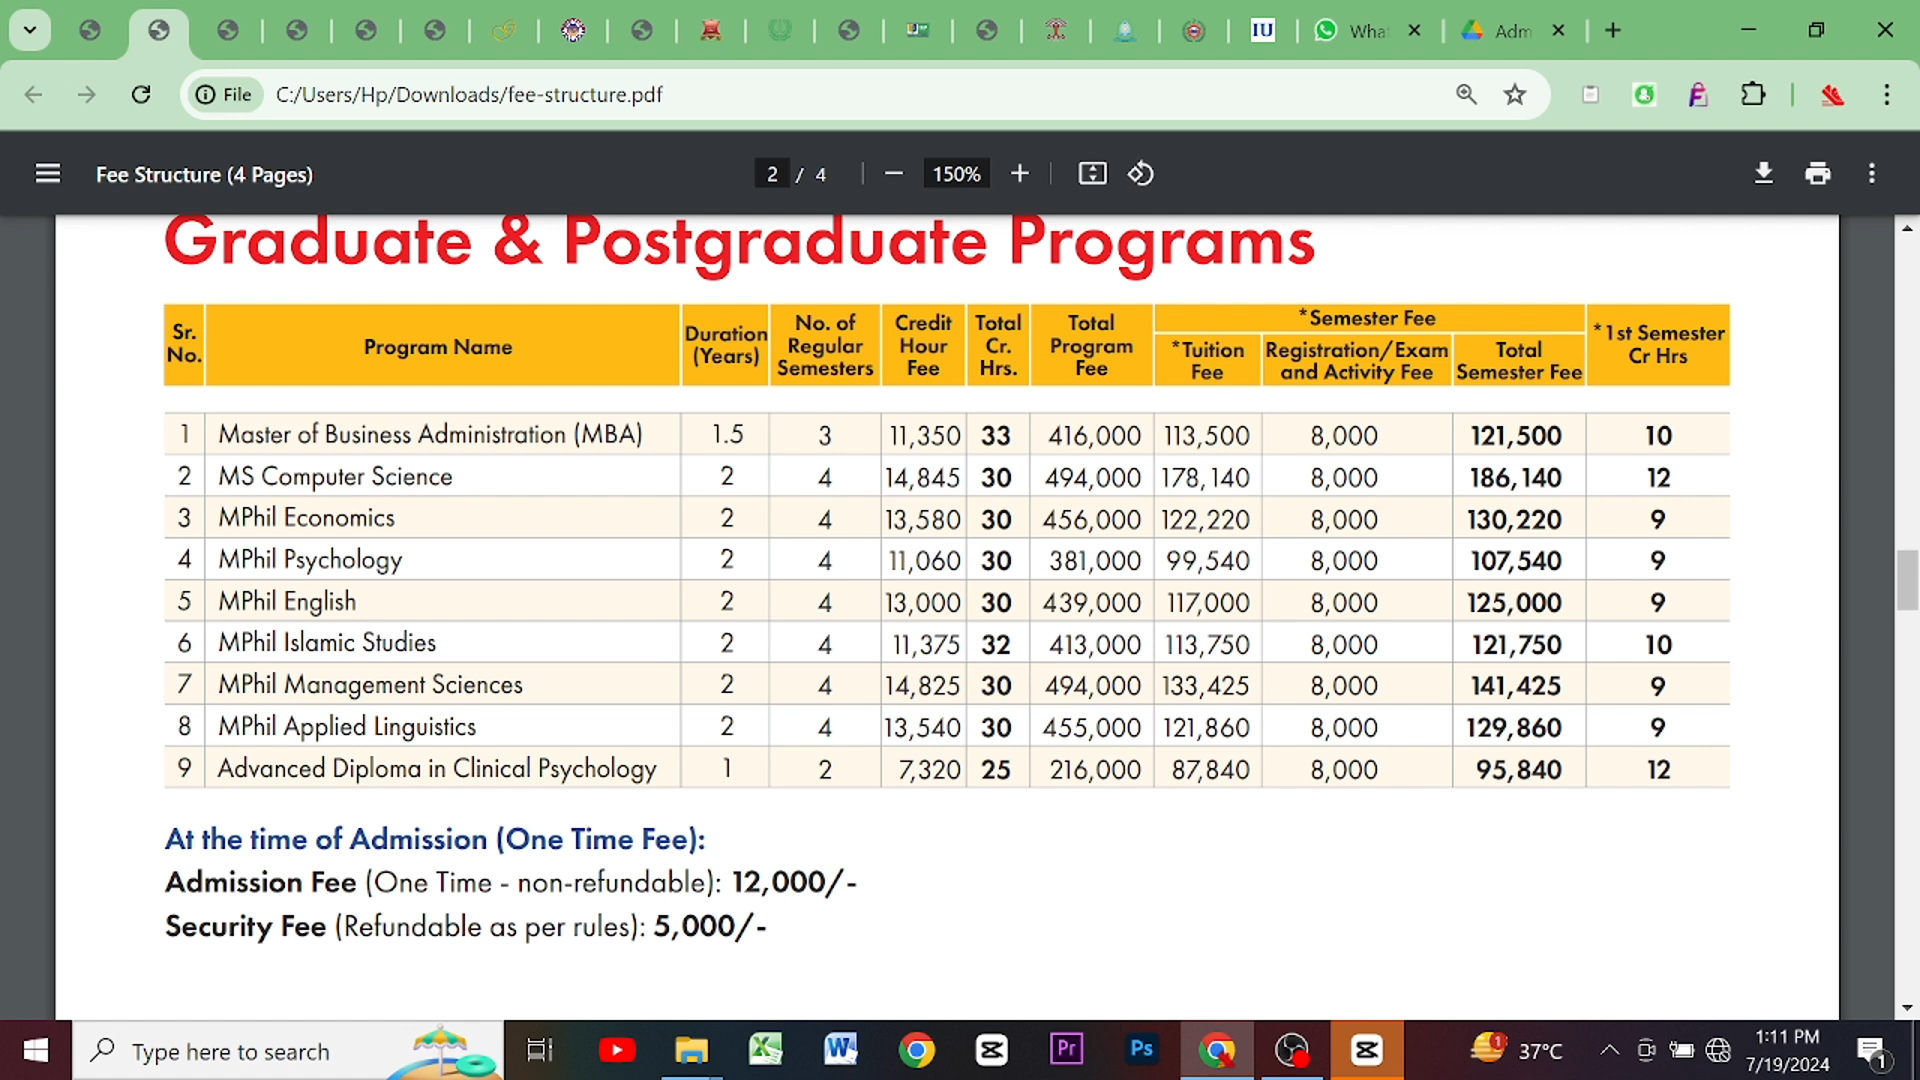 IU
Wha
Adm
File
C:/Users/Hp/Downloads/fee-structure.pdf
Fee Structure (4 Pages)
2 / 4
150%
Graduate & Postgraduate Programs
Sr. No. Program Name Duration (Years) No. of Regular Semesters Credit Hour Fee Total Cr. Hrs. Total Program Fee *Semester Fee *Tuition Fee Registration/Exam and Activity Fee Total Semester Fee *1st Semester Cr Hrs
1 Master of Business Administration (MBA) 1.5 3 11,350 33 416,000 113,500 8,000 121,500 10
2 MS Computer Science 2 4 14,845 30 494,000 178,140 8,000 186,140 12
3 MPhil Economics 2 4 13,580 30 456,000 122,220 8,000 130,220 9
4 MPhil Psychology 2 4 11,060 30 381,000 99,540 8,000 107,540 9
5 MPhil English 2 4 13,000 30 439,000 117,000 8,000 125,000 9
6 MPhil Islamic Studies 2 4 11,375 32 413,000 113,750 8,000 121,750 10
7 MPhil Management Sciences 2 4 14,825 30 494,000 133,425 8,000 141,425 9
8 MPhil Applied Linguistics 2 4 13,540 30 455,000 121,860 8,000 129,860 9
9 Advanced Diploma in Clinical Psychology 1 2 7,320 25 216,000 87,840 8,000 95,840 12
At the time of Admission (One Time Fee):
Admission Fee (One Time - non-refundable): 12,000/-
Security Fee (Refundable as per rules): 5,000/-
Type here to search
Pr
Ps
1
37°C
1:11 PM
7/19/2024
1